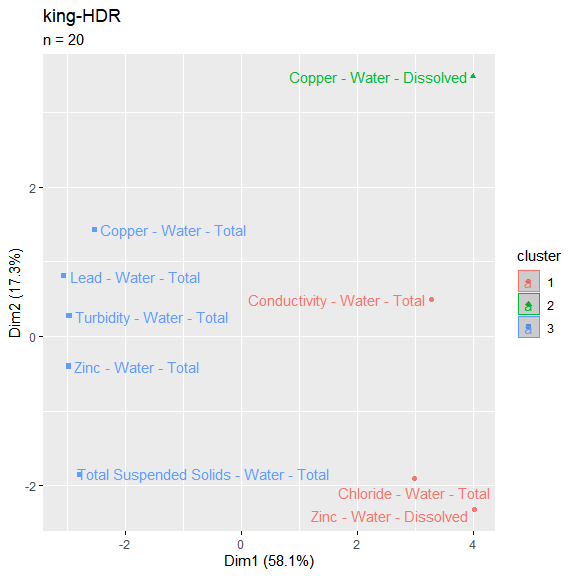 king-HDR
n = 20
Copper - Water - Dissolved
Copper - Water - Total
Lead - Water - Total
Conductivity - Water - Total
Turbidity - Water - Total
Zinc - Water - Total
Total Suspended Solids - Water - Total
Chloride - Water - Total
Zinc - Water - Dissolved
2
0
-2
Dim2 (17.3%)
-2
0
2
4
Dim1 (58.1%)
cluster
1
2
3